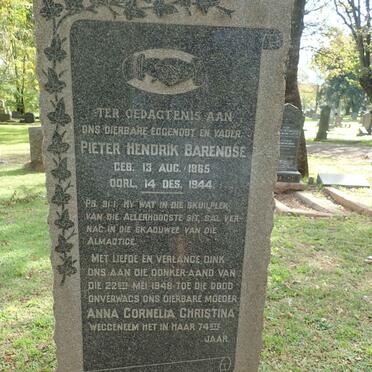 TER GEDAGTENIS AAN
ONS DIERBARE EGGENOOT EN VADER
PIETER HENDRIK BARENDSE
GEB. 13 AUG. 1865
OORL. 14 DES. 1944
PS. 91:1. HY WAT IN DIE SKUILPLEK
VAN DIE ALLERHOOGSTE SIT, SAL VER-
NAG IN DIE SKADUWEE VAN DIE
ALMAGTIGE.
MET LIEFDE EN VERLANGE DINK
ONS AAN DIE DONKER AAND VAN
DIE 22STE MEI 1948 TOE DIE DOOD
ONVERWAGS ONS DIERBARE MOEDER
ANNA CORNELIA CHRISTINA
WEGGENEEM HET IN HAAR 74STE
JAAR.